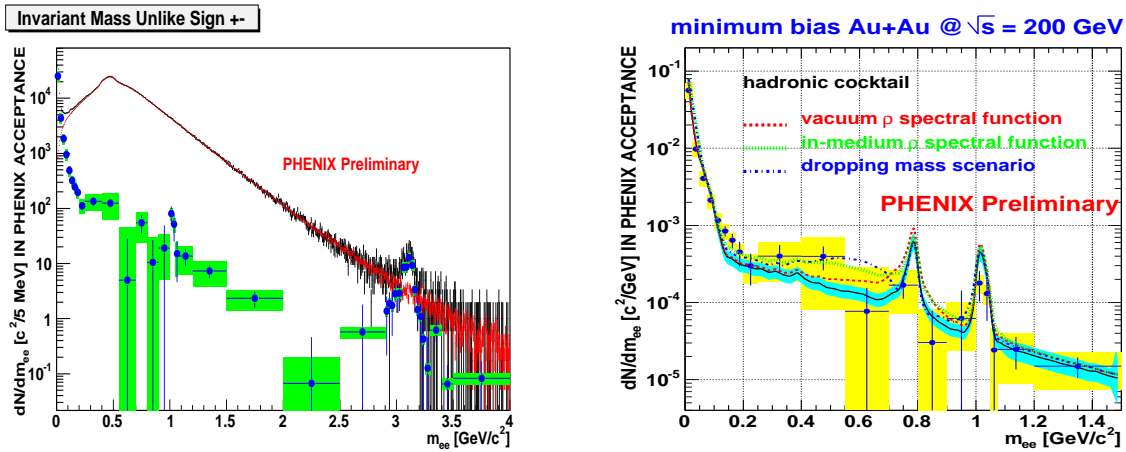 Invariant Mass Unlike Sign +-
dN/dm_ee [c²/5 MeV] IN PHENIX ACCEPTANCE
10⁴
10³
10²
10
1
10⁻¹
PHENIX Preliminary
0 0.5 1 1.5 2 2.5 3 3.5 4
m_ee [GeV/c²]
minimum bias Au+Au @ √s = 200 GeV
dN/dm_ee [c²/GeV] IN PHENIX ACCEPTANCE
10⁻¹
10⁻²
10⁻³
10⁻⁴
10⁻⁵
hadronic cocktail
vacuum ρ spectral function
in-medium ρ spectral function
dropping mass scenario
PHENIX Preliminary
0 0.2 0.4 0.6 0.8 1 1.2 1.4
m_ee [GeV/c²]